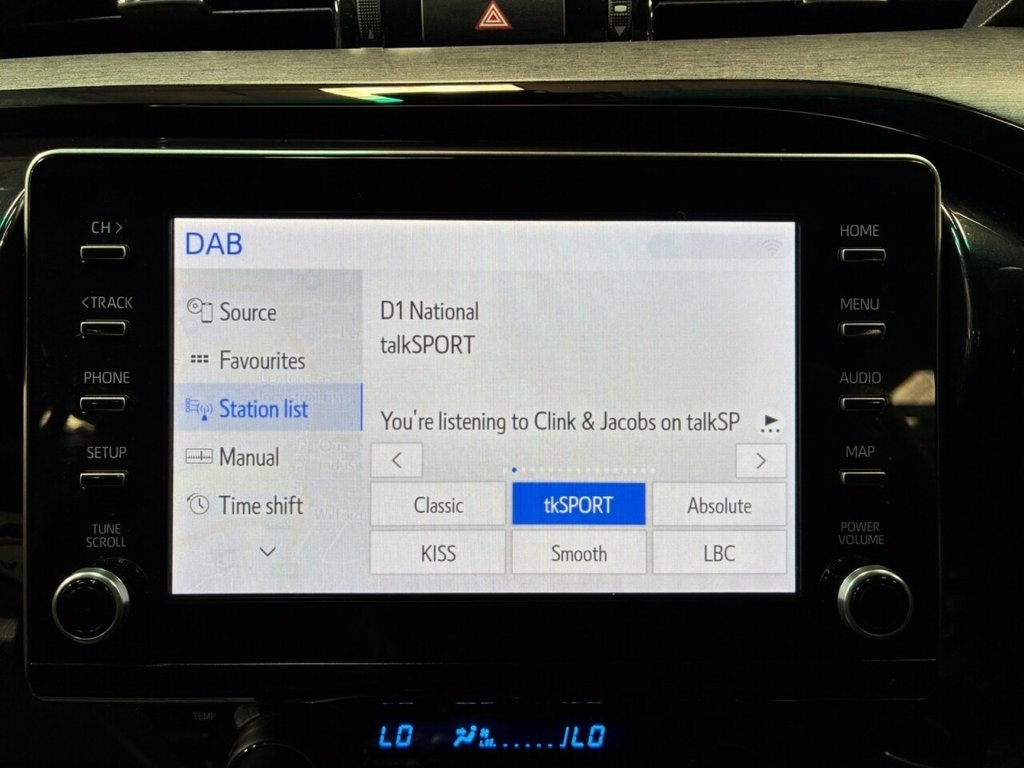 CH >
<TRACK
PHONE
SETUP
TUNE
SCROLL
DAB
Source
Favourites
Station list
Manual
Time shift
D1 National
talkSPORT
You're listening to Clink & Jacobs on talkSP
Classic
tkSPORT
Absolute
KISS
Smooth
LBC
HOME
MENU
AUDIO
MAP
POWER
VOLUME
TEMP
LO
LO